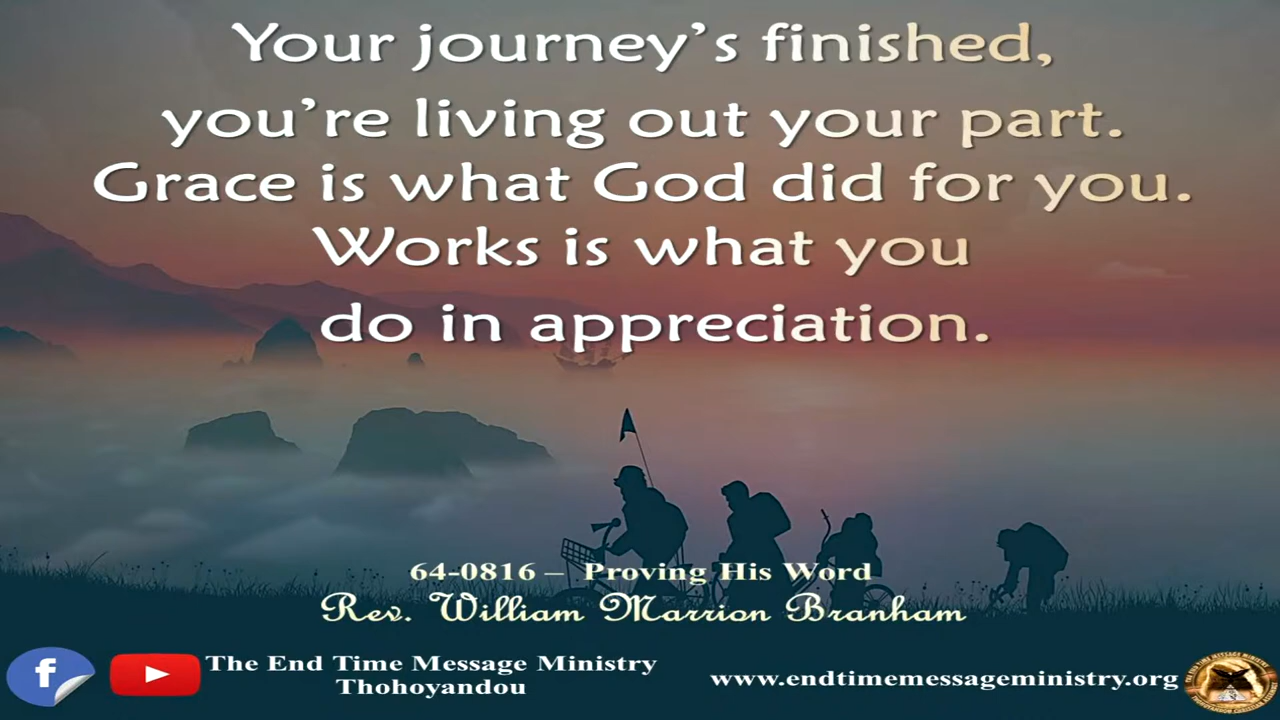 Your journey's finished,
you're living out your part.
Grace is what God did for you.
Works is what you
do in appreciation.
64-0816 – Proving His Word
Rev. William Marrion Branham
The End Time Message Ministry
Thohoyandou
www.endtimemessageministry.org